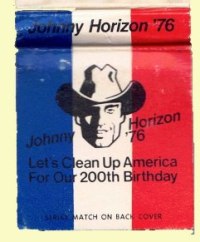 Johnny Horizon '76
Johnny Horizon '76
Let's Clean Up America
For Our 200th Birthday
STRIKE MATCH ON BACK COVER